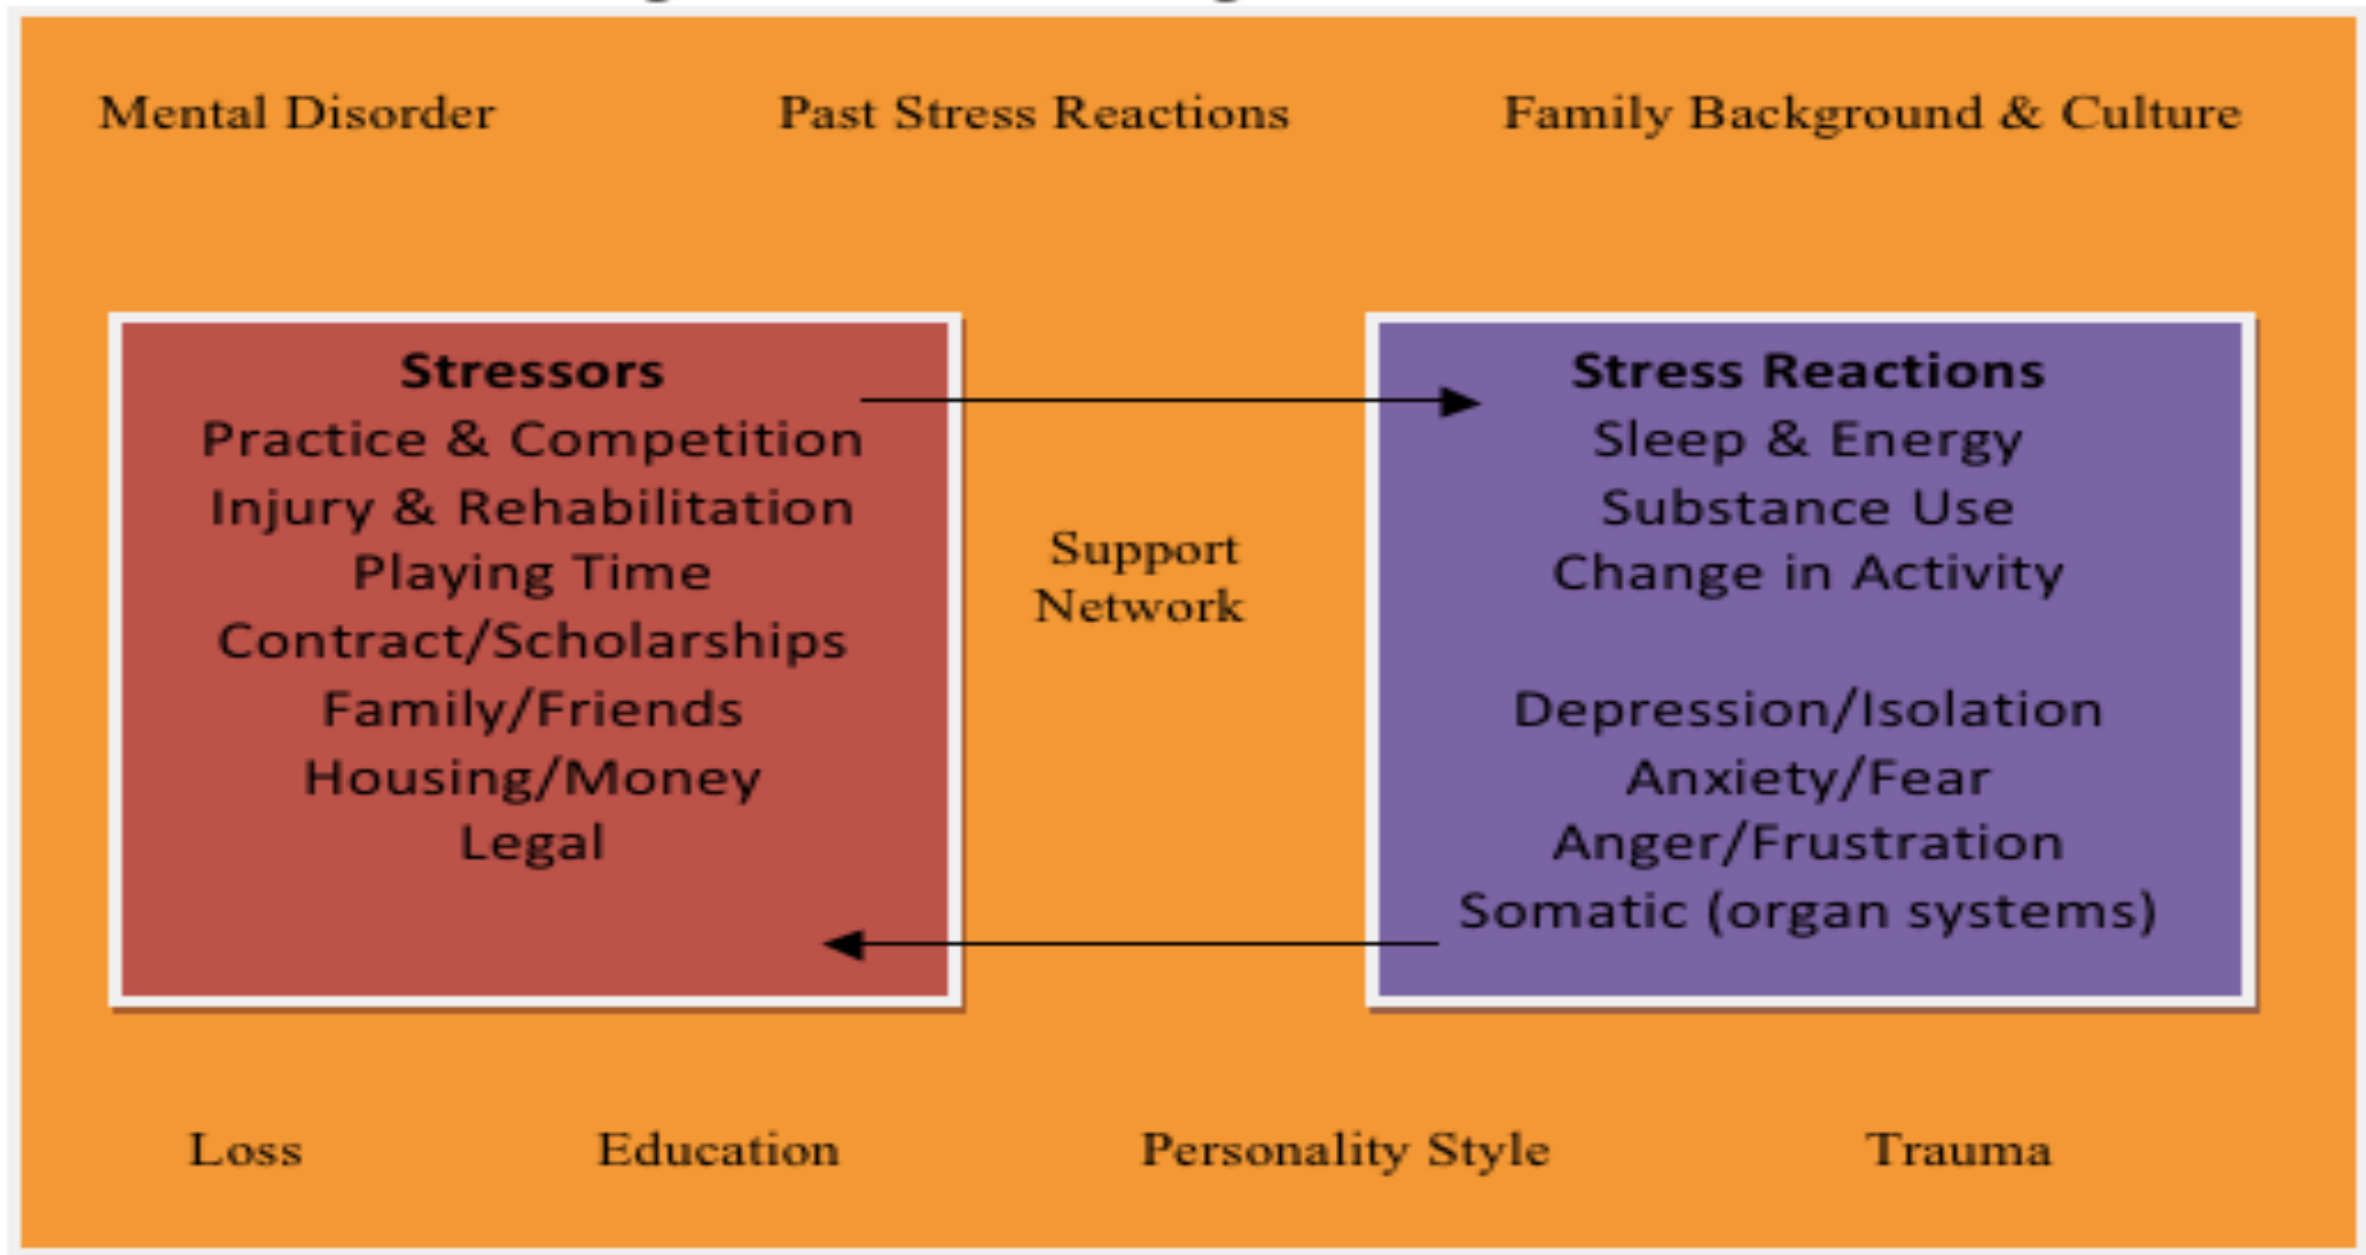 Mental Disorder
Past Stress Reactions
Family Background & Culture
Stressors
Practice & Competition
Injury & Rehabilitation
Playing Time
Contract/Scholarships
Family/Friends
Housing/Money
Legal
Support
Network
Stress Reactions
Sleep & Energy
Substance Use
Change in Activity
Depression/Isolation
Anxiety/Fear
Anger/Frustration
Somatic (organ systems)
Loss
Education
Personality Style
Trauma